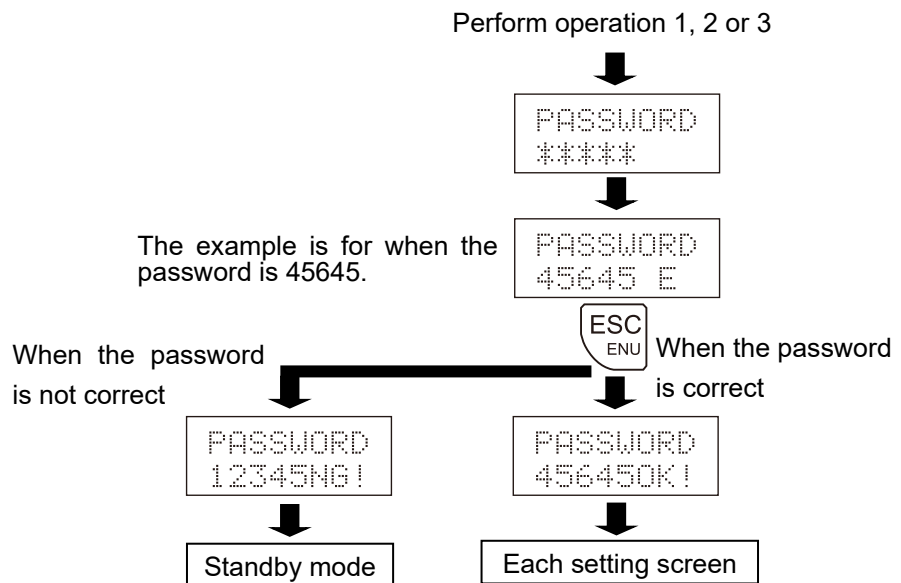 Perform operation 1, 2 or 3
PASSWORD
*****
The example is for when the
password is 45645.
PASSWORD
45645 E
ESC
ENU
When the password
is not correct
When the password
is correct
PASSWORD
12345NG!
PASSWORD
45645OK!
Standby mode
Each setting screen